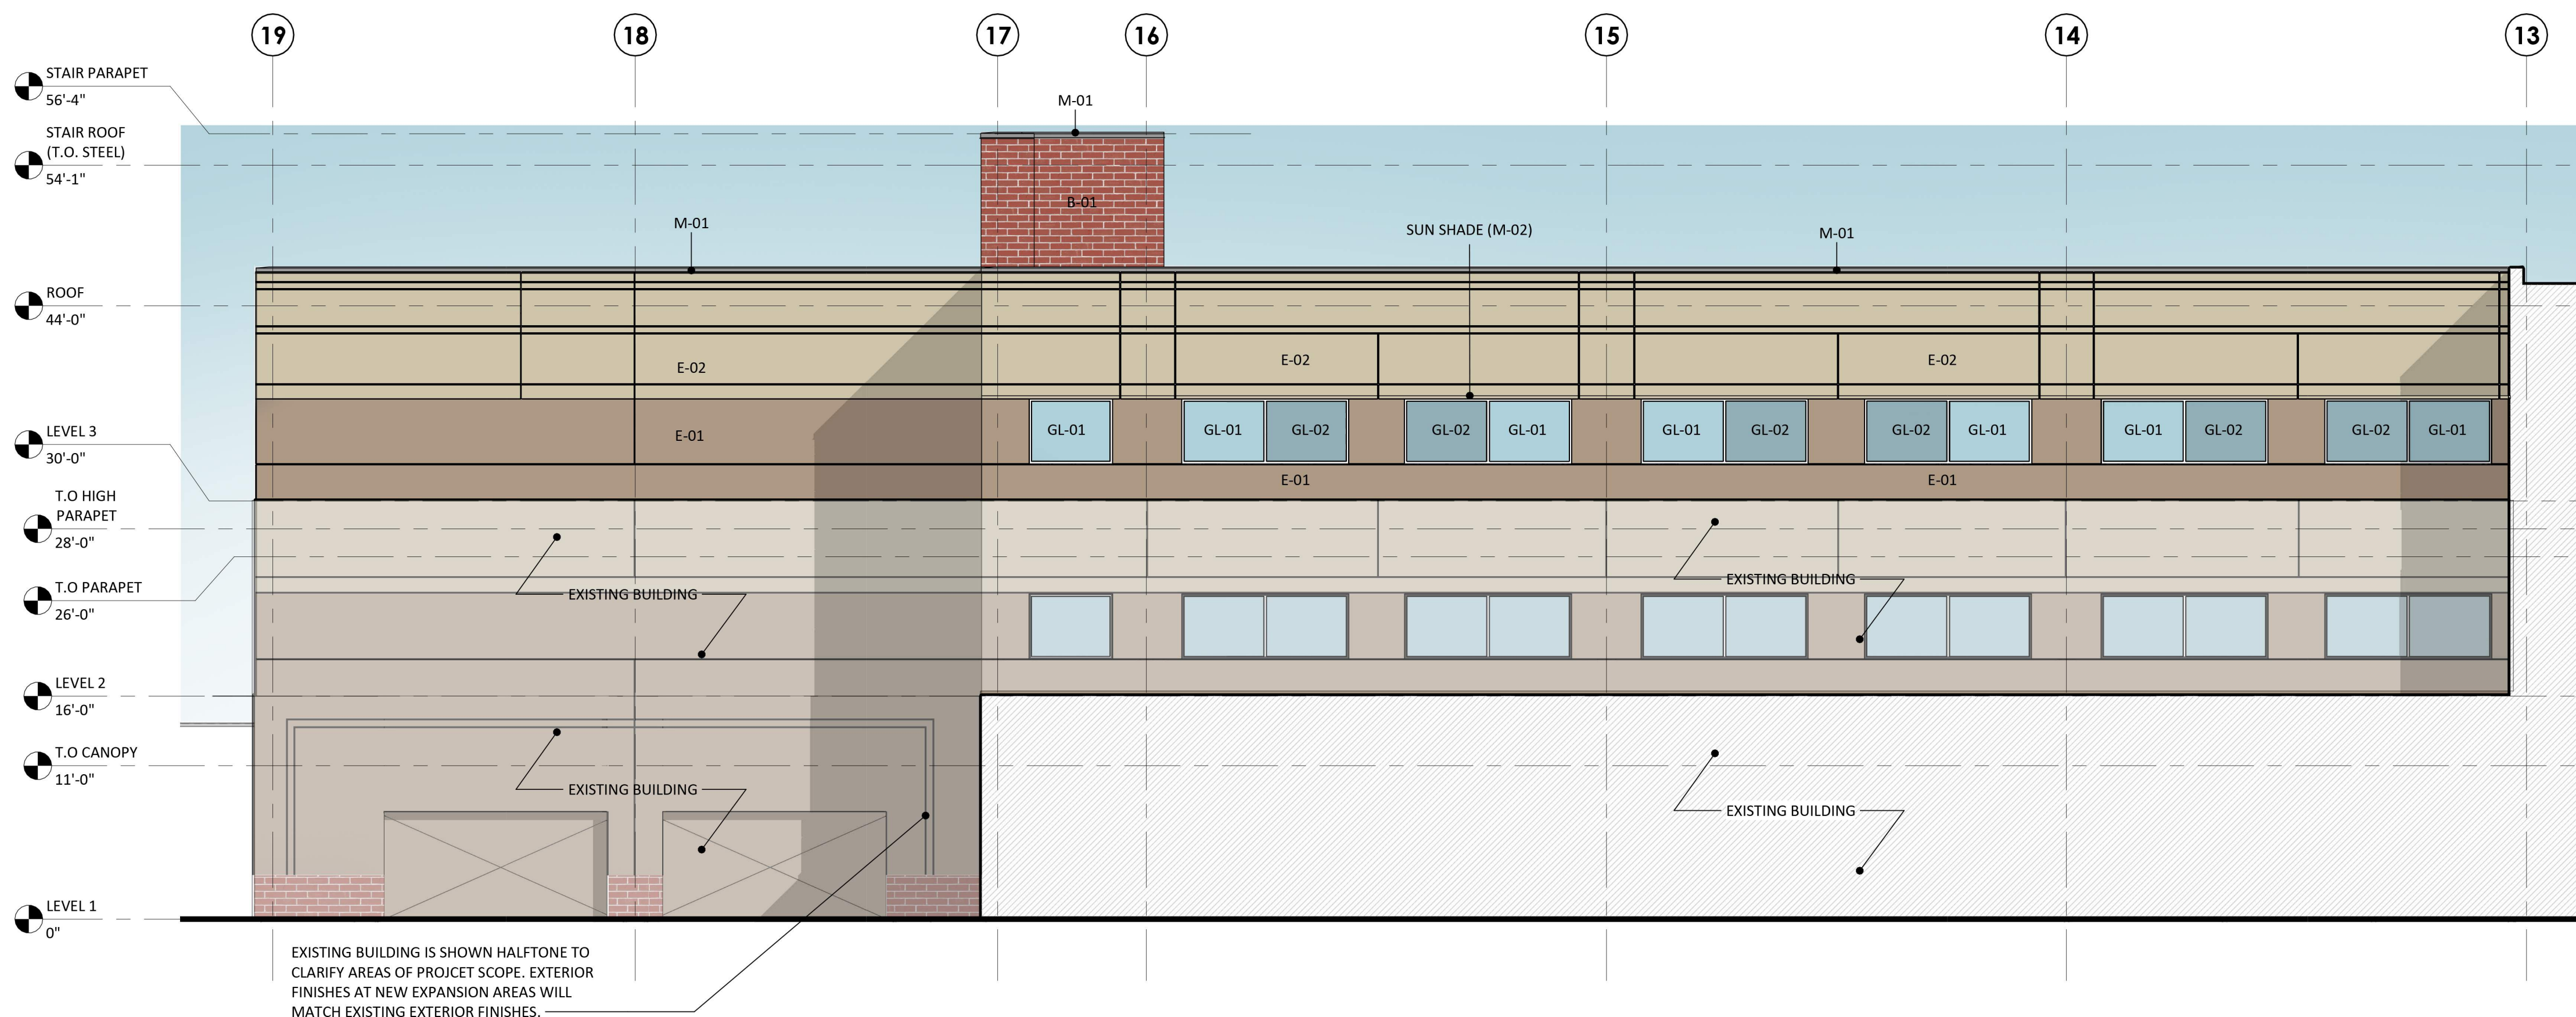 19
18
17
16
15
14
13
STAIR PARAPET
56'-4"
STAIR ROOF
(T.O. STEEL)
54'-1"
M-01
B-01
M-01
SUN SHADE (M-02)
M-01
ROOF
44'-0"
E-02
E-02
E-02
LEVEL 3
30'-0"
E-01
GL-01
GL-01
GL-02
GL-02
GL-01
GL-01
GL-02
GL-02
GL-01
GL-01
GL-02
GL-02
GL-01
E-01
E-01
T.O HIGH
PARAPET
28'-0"
T.O PARAPET
26'-0"
EXISTING BUILDING
EXISTING BUILDING
LEVEL 2
16'-0"
T.O CANOPY
11'-0"
EXISTING BUILDING
EXISTING BUILDING
LEVEL 1
0"
EXISTING BUILDING IS SHOWN HALFTONE TO
CLARIFY AREAS OF PROJCET SCOPE. EXTERIOR
FINISHES AT NEW EXPANSION AREAS WILL
MATCH EXISTING EXTERIOR FINISHES.